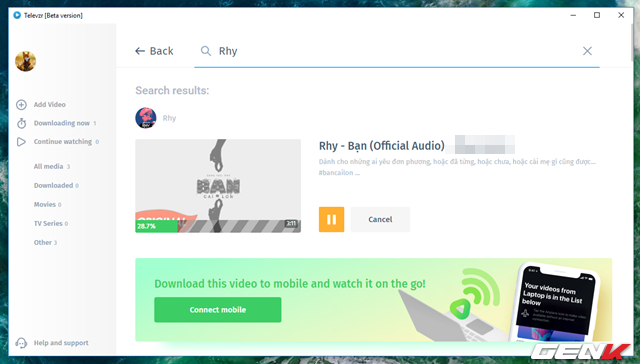 Televzr [Beta version]
Back
Rhy
Search results:
Rhy
Add Video
Downloading now 1
Continue watching 0
All media 3
Downloaded 0
Movies 0
TV Series 0
Other 3
Help and support
BẠN
28.7%
3:11
Rhy - Bạn (Official Audio)
Dành cho những ai yêu đơn phương, hoặc đã từng, hoặc chưa, hoặc cái mẹ gì cũng được...
#bancailon ...
Cancel
Download this video to mobile and watch it on the go!
Connect mobile
Your videos from
Laptop is in the List
below
GENK